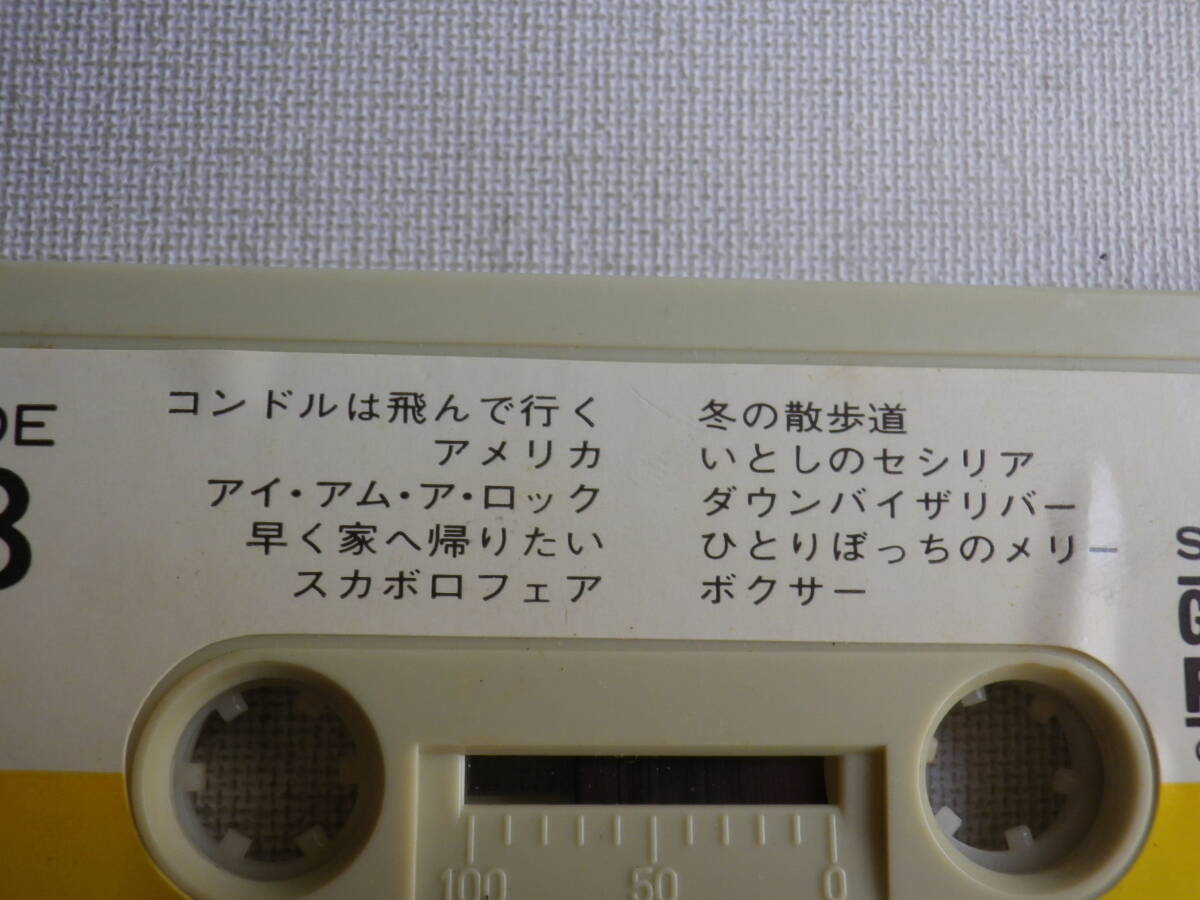 DE
B
コンドルは飛んで行く
アメリカ
アイ・アム・ア・ロック
早く家へ帰りたい
スカボロフェア
冬の散歩道
いとしのセシリア
ダウンバイザリバー
ひとりぼっちのメリー
ボクサー
100 50 0